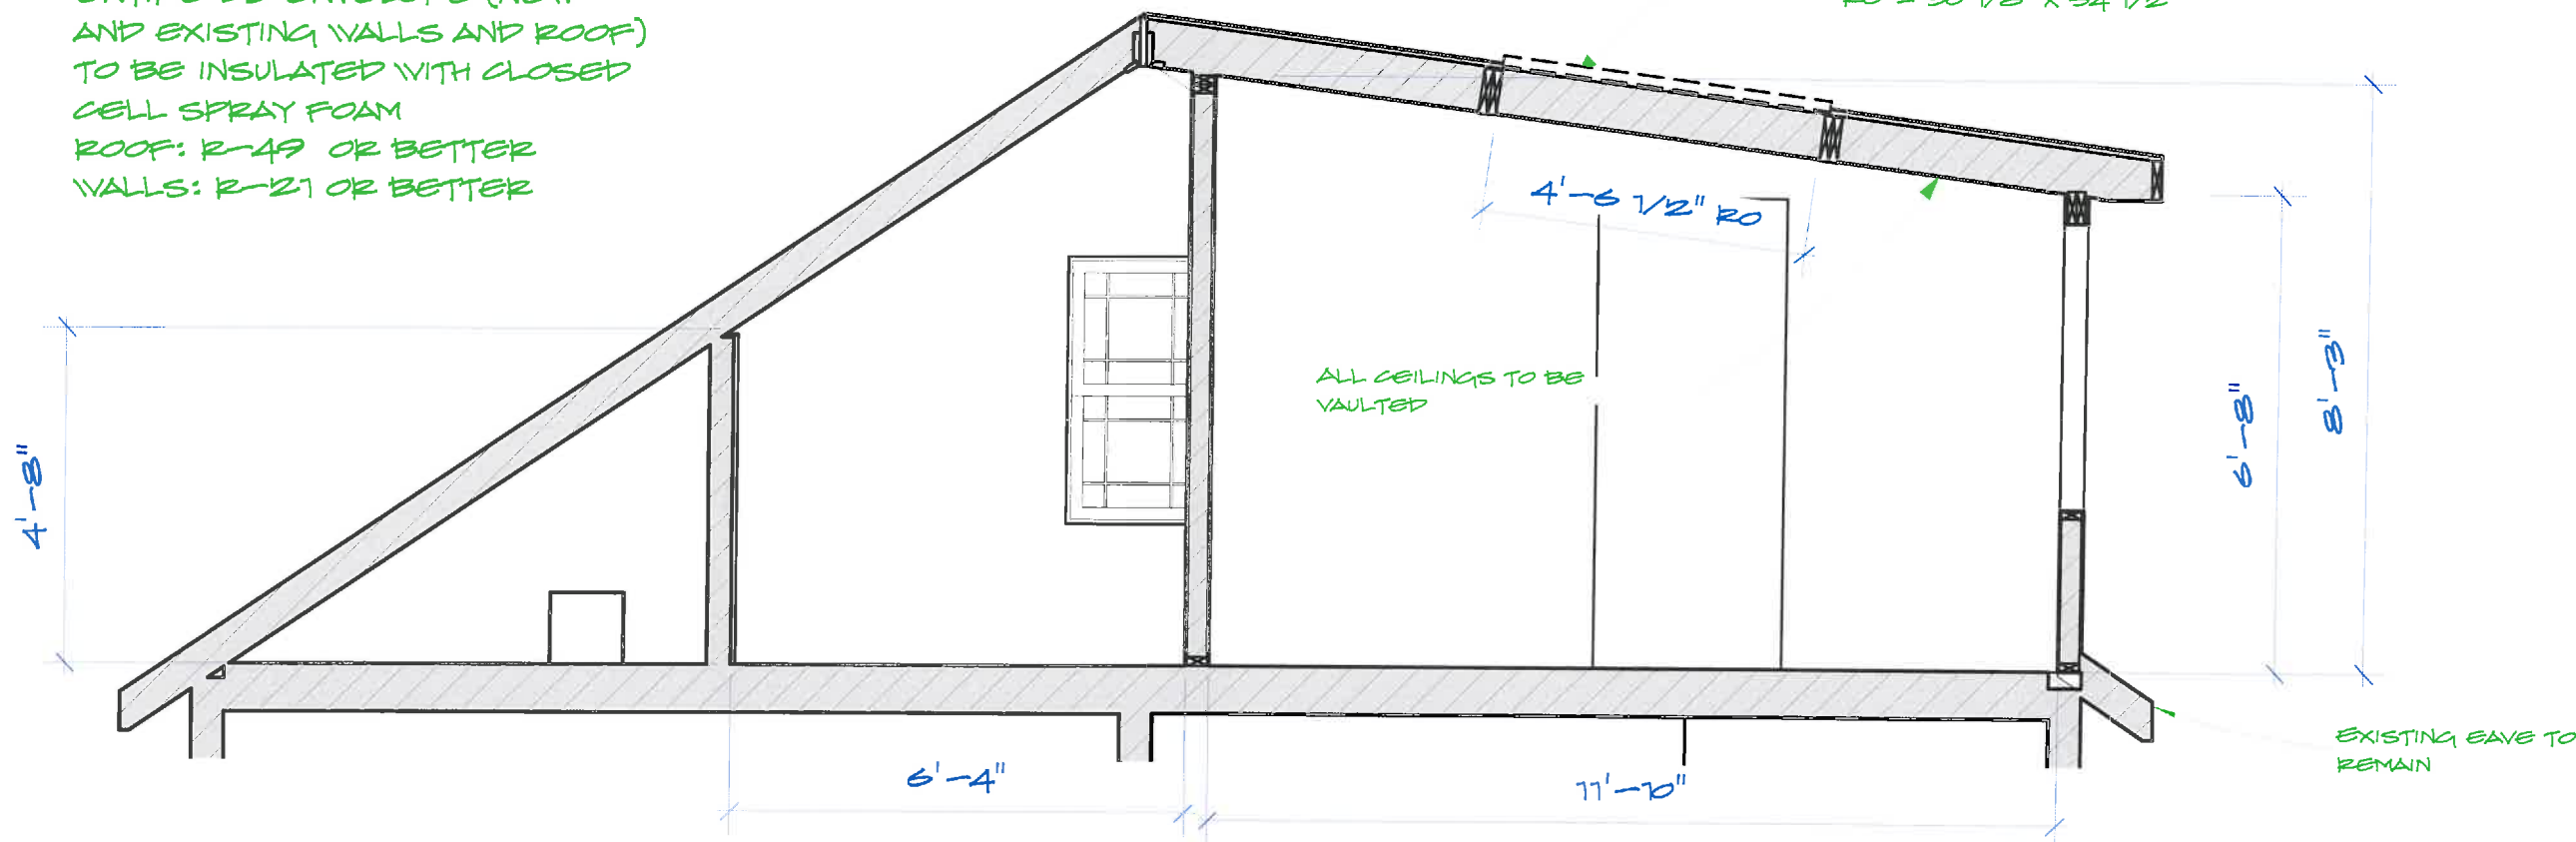 AND EXISTING WALLS AND ROOF)
TO BE INSULATED WITH CLOSED
CELL SPRAY FOAM
ROOF: R-49 OR BETTER
WALLS: R-21 OR BETTER
4'-6 1/2" RO
ALL CEILINGS TO BE
VAULTED
4'-8"
6'-8"
8'-3"
6'-4"
11'-10"
EXISTING EAVE TO
REMAIN